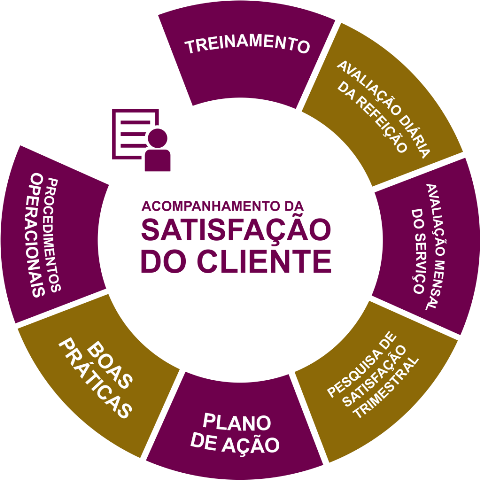 TREINAMENTO
AVALIAÇÃO DIÁRIA
DA REFEIÇÃO
AVALIAÇÃO MENSAL
DO SERVIÇO
PESQUISA DE
SATISFAÇÃO
TRIMESTRAL
PLANO
DE AÇÃO
BOAS
PRÁTICAS
PROCEDIMENTOS
OPERACIONAIS
ACOMPANHAMENTO DA
SATISFAÇÃO
DO CLIENTE